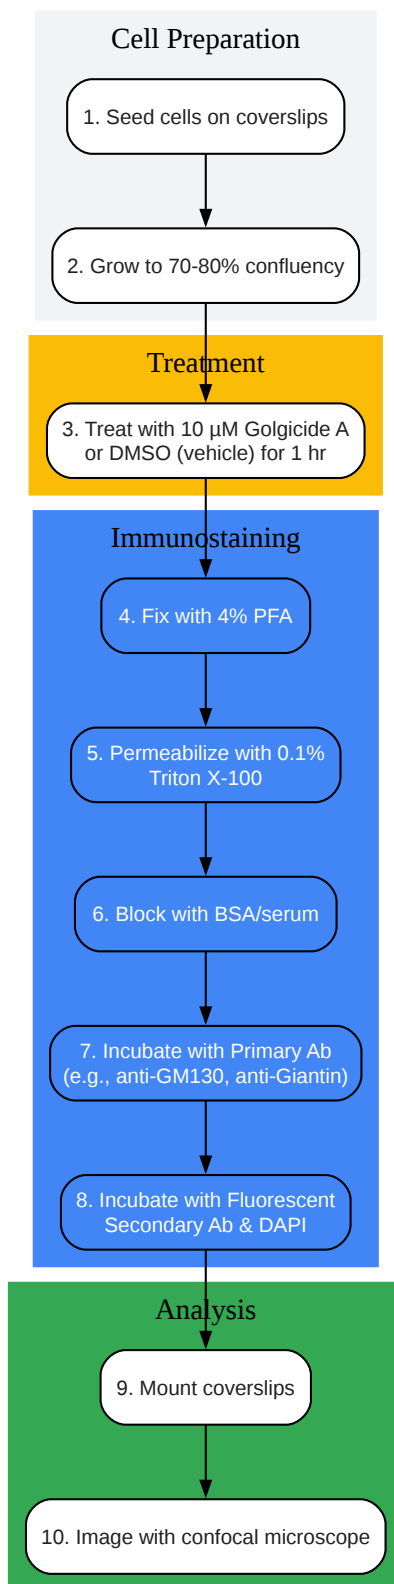 Cell Preparation
1. Seed cells on coverslips
2. Grow to 70-80% confluency
Treatment
3. Treat with 10 µM Golgicide A
or DMSO (vehicle) for 1 hr
Immunostaining
4. Fix with 4% PFA
5. Permeabilize with 0.1%
Triton X-100
6. Block with BSA/serum
7. Incubate with Primary Ab
(e.g., anti-GM130, anti-Giantin)
8. Incubate with Fluorescent
Secondary Ab & DAPI
Analysis
9. Mount coverslips
10. Image with confocal microscope